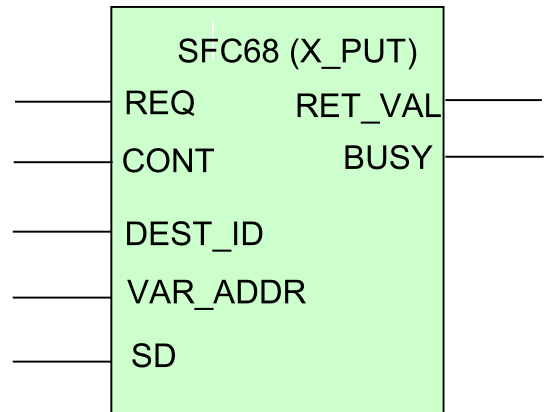 SFC68 (X_PUT)
REQ RET_VAL
CONT BUSY
DEST_ID
VAR_ADDR
SD